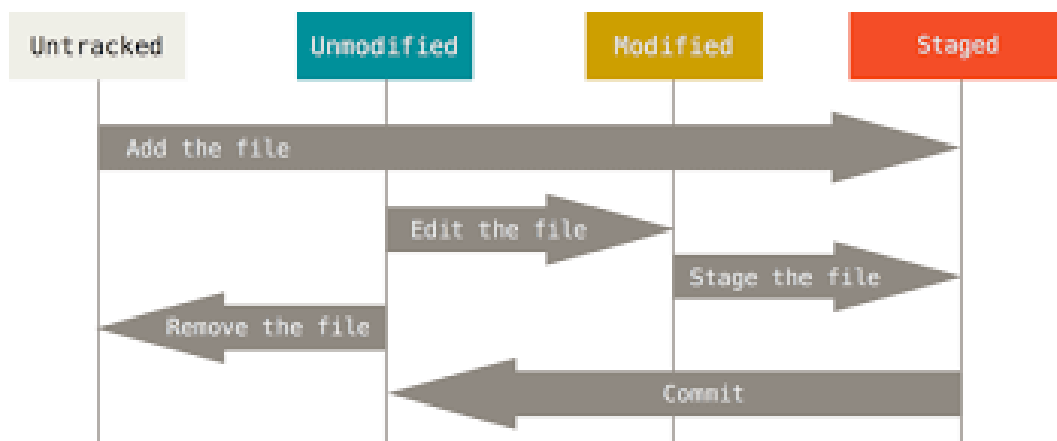 Untracked
Unmodified
Modified
Staged
Add the file
Edit the file
Stage the file
Remove the file
Commit